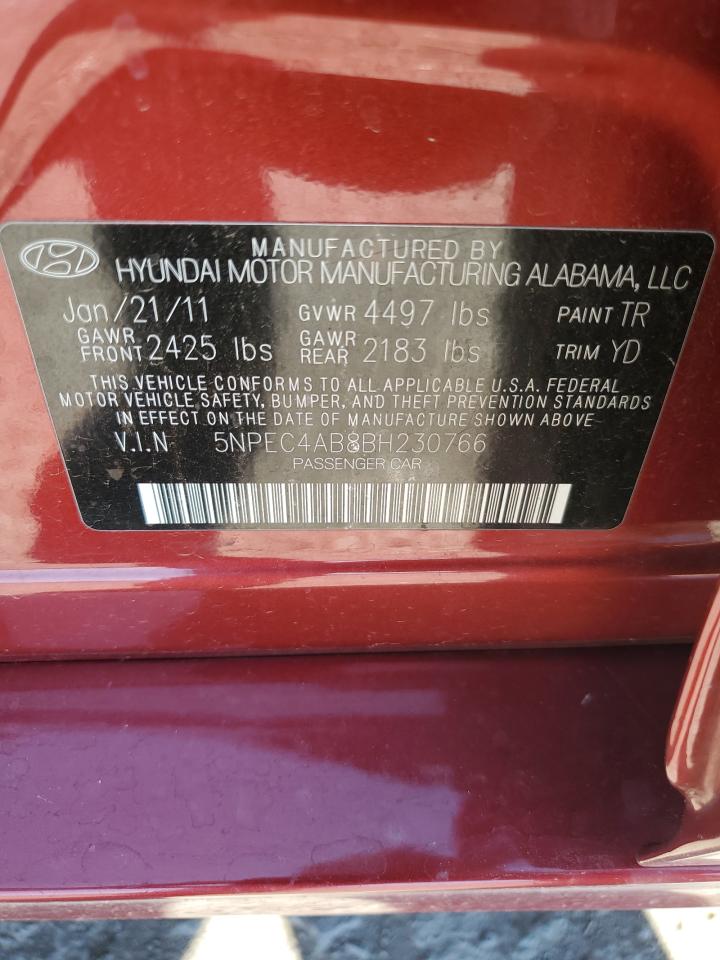 MANUFACTURED BY
HYUNDAI MOTOR MANUFACTURING ALABAMA, LLC
Jan/21/11 GVWR 4497 lbs PAINT TR
GAWR FRONT 2425 lbs GAWR REAR 2183 lbs TRIM YD
THIS VEHICLE CONFORMS TO ALL APPLICABLE U.S.A. FEDERAL
MOTOR VEHICLE SAFETY, BUMPER, AND THEFT PREVENTION STANDARDS
IN EFFECT ON THE DATE OF MANUFACTURE SHOWN ABOVE
V.I.N 5NPEC4AB8BH230766
PASSENGER CAR